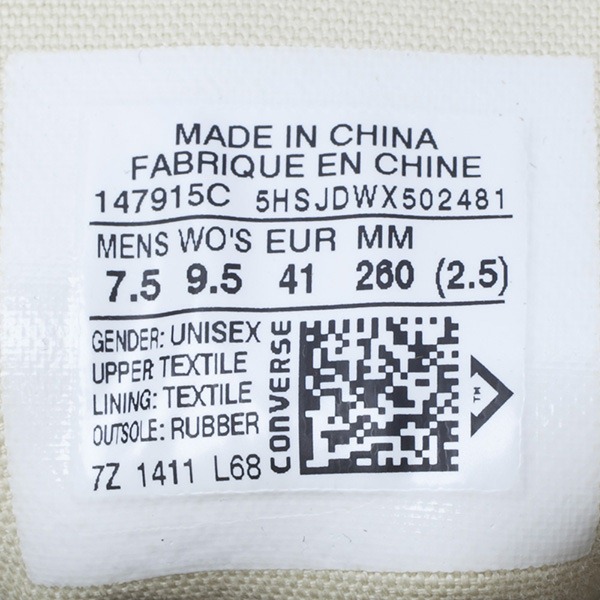 MADE IN CHINA
FABRIQUE EN CHINE
147915C 5HSJDWX502481
MENS WO'S EUR MM
7.5 9.5 41 260 (2.5)
GENDER: UNISEX
UPPER TEXTILE
LINING: TEXTILE
OUTSOLE: RUBBER
7Z 1411 L68
CONVERSE
TM